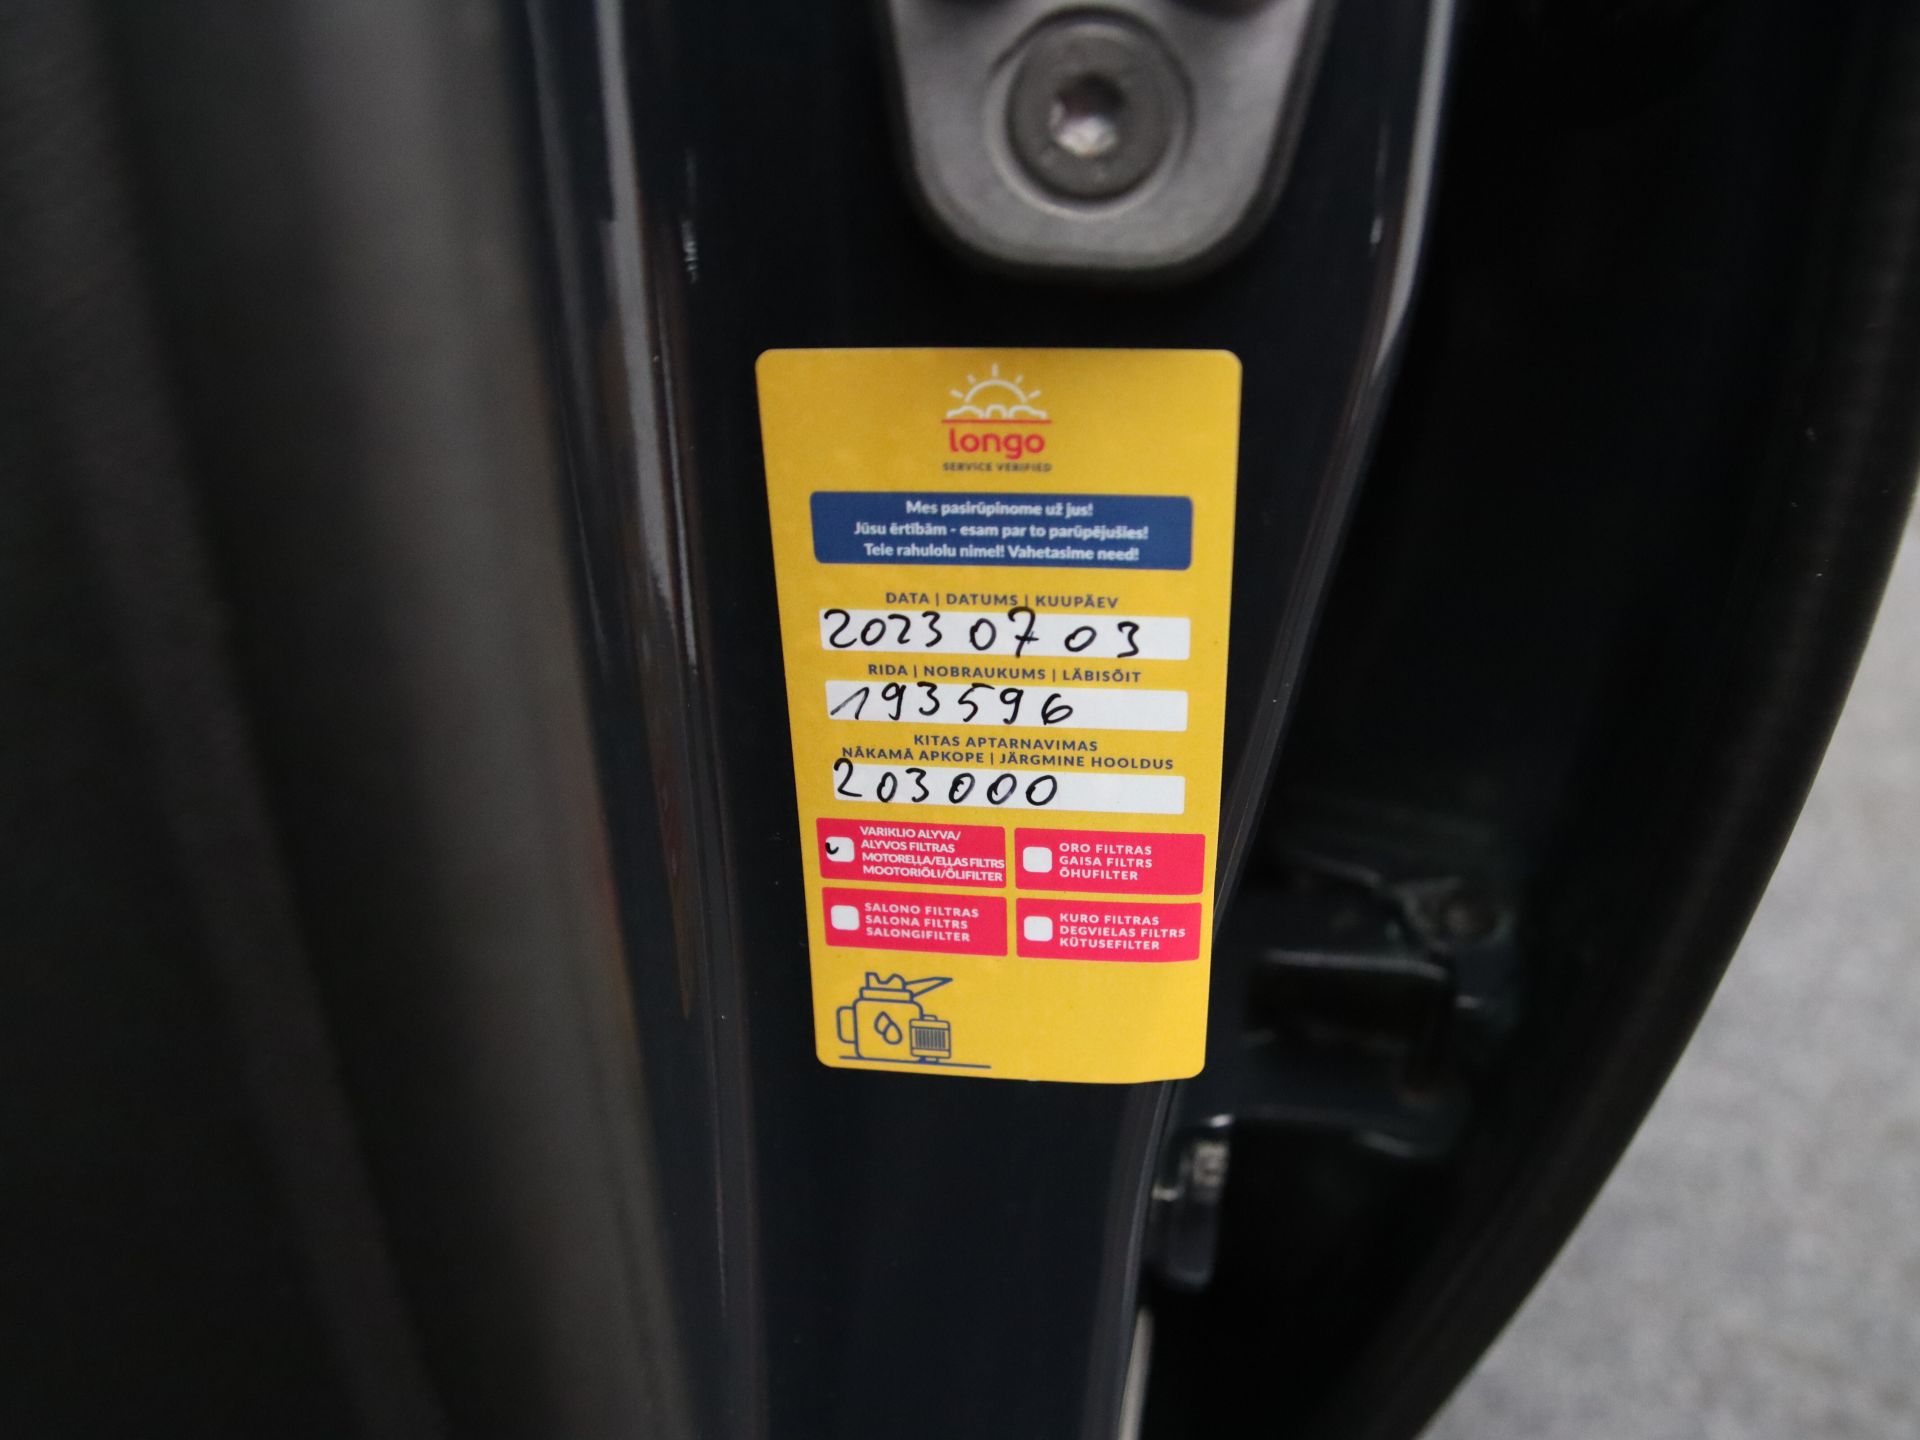 longo
SERVICE VERIFIED
Mes pasirūpinome už jus!
Jūsu ērtībām - esam par to parūpējušies!
Teie rahulolu nimel! Vahetasime need!
DATA | DATUMS | KUUPÄEV
2023 07 03
RIDA | NOBRAUKUMS | LÄBISÕIT
193596
KITAS APTARNAVIMAS
NĀKAMĀ APKOPE | JÄRGMINE HOOLDUS
203000
VARIKLIO ALYVA/
ALYVOS FILTRAS
MOTOREĻĻA/EĻĻAS FILTRS
MOOTORIÕLI/ÕLIFILTER
ORO FILTRAS
GAISA FILTRS
ÕHUFILTER
SALONO FILTRAS
SALONA FILTRS
SALONGIFILTER
KURO FILTRAS
DEGVIELAS FILTRS
KÜTUSEFILTER